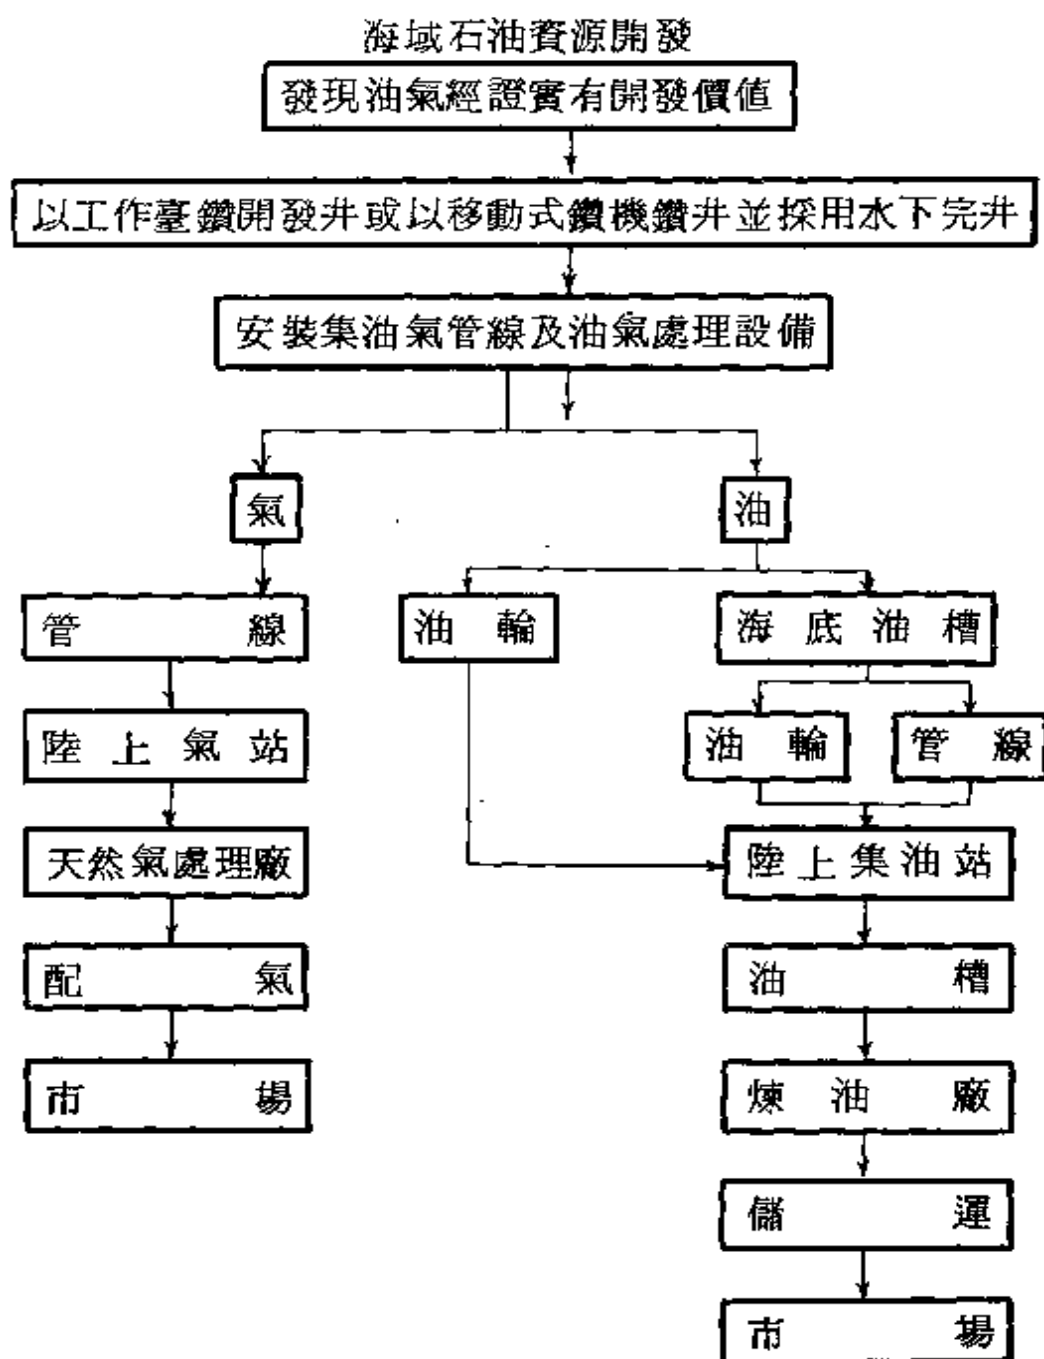 海域石油資源開發
發現油氣經證實有開發價值
以工作臺鑽開發井或以移動式鑽機鑽井並採用水下完井
安裝集油氣管線及油氣處理設備
氣
油
管線
油輪
海底油槽
陸上氣站
油輪
管線
天然氣處理廠
陸上集油站
配氣
油槽
市場
煉油廠
儲運
市場